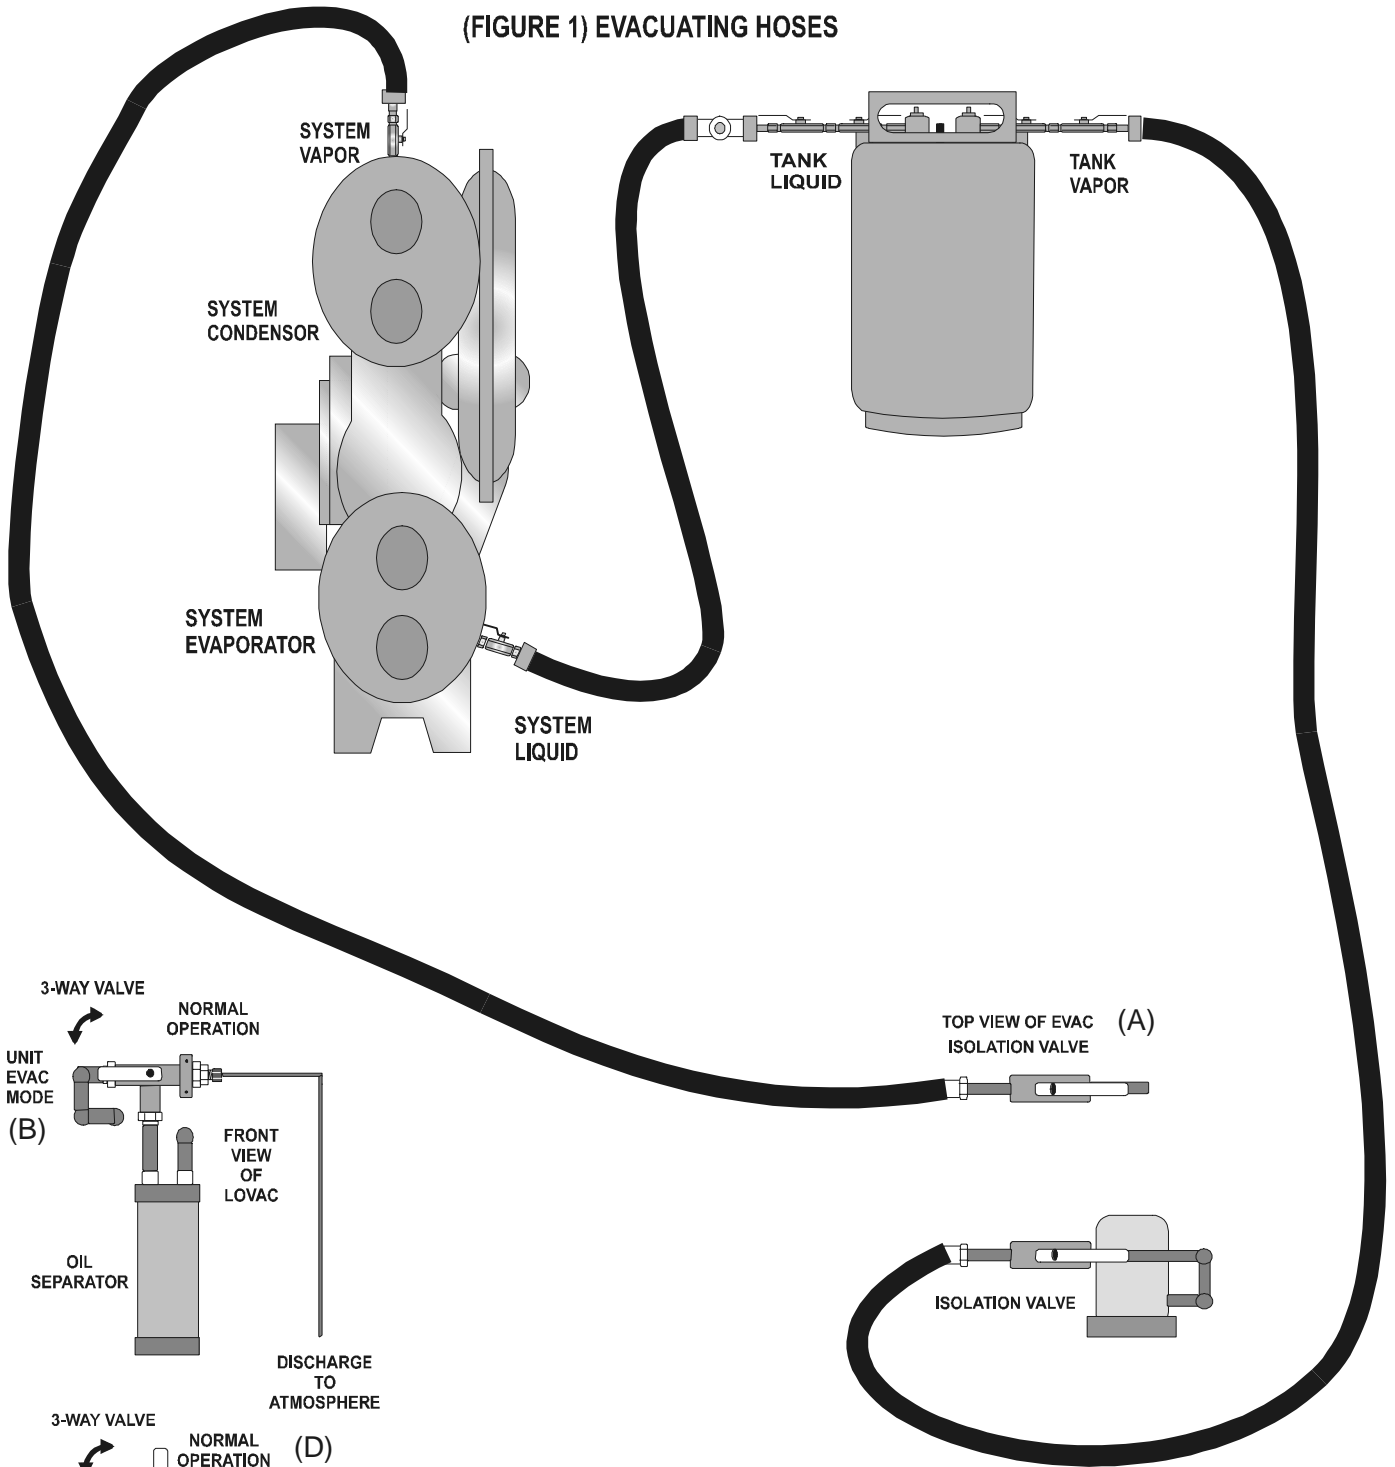 (FIGURE 1) EVACUATING HOSES
SYSTEM
VAPOR
TANK
LIQUID
TANK
VAPOR
SYSTEM
CONDENSOR
SYSTEM
EVAPORATOR
SYSTEM
LIQUID
3-WAY VALVE
NORMAL
OPERATION
UNIT
EVAC
MODE
(B)
FRONT
VIEW
OF
LOVAC
OIL
SEPARATOR
DISCHARGE
TO
ATMOSPHERE
TOP VIEW OF EVAC (A)
ISOLATION VALVE
ISOLATION VALVE
3-WAY VALVE
NORMAL
OPERATION
(D)